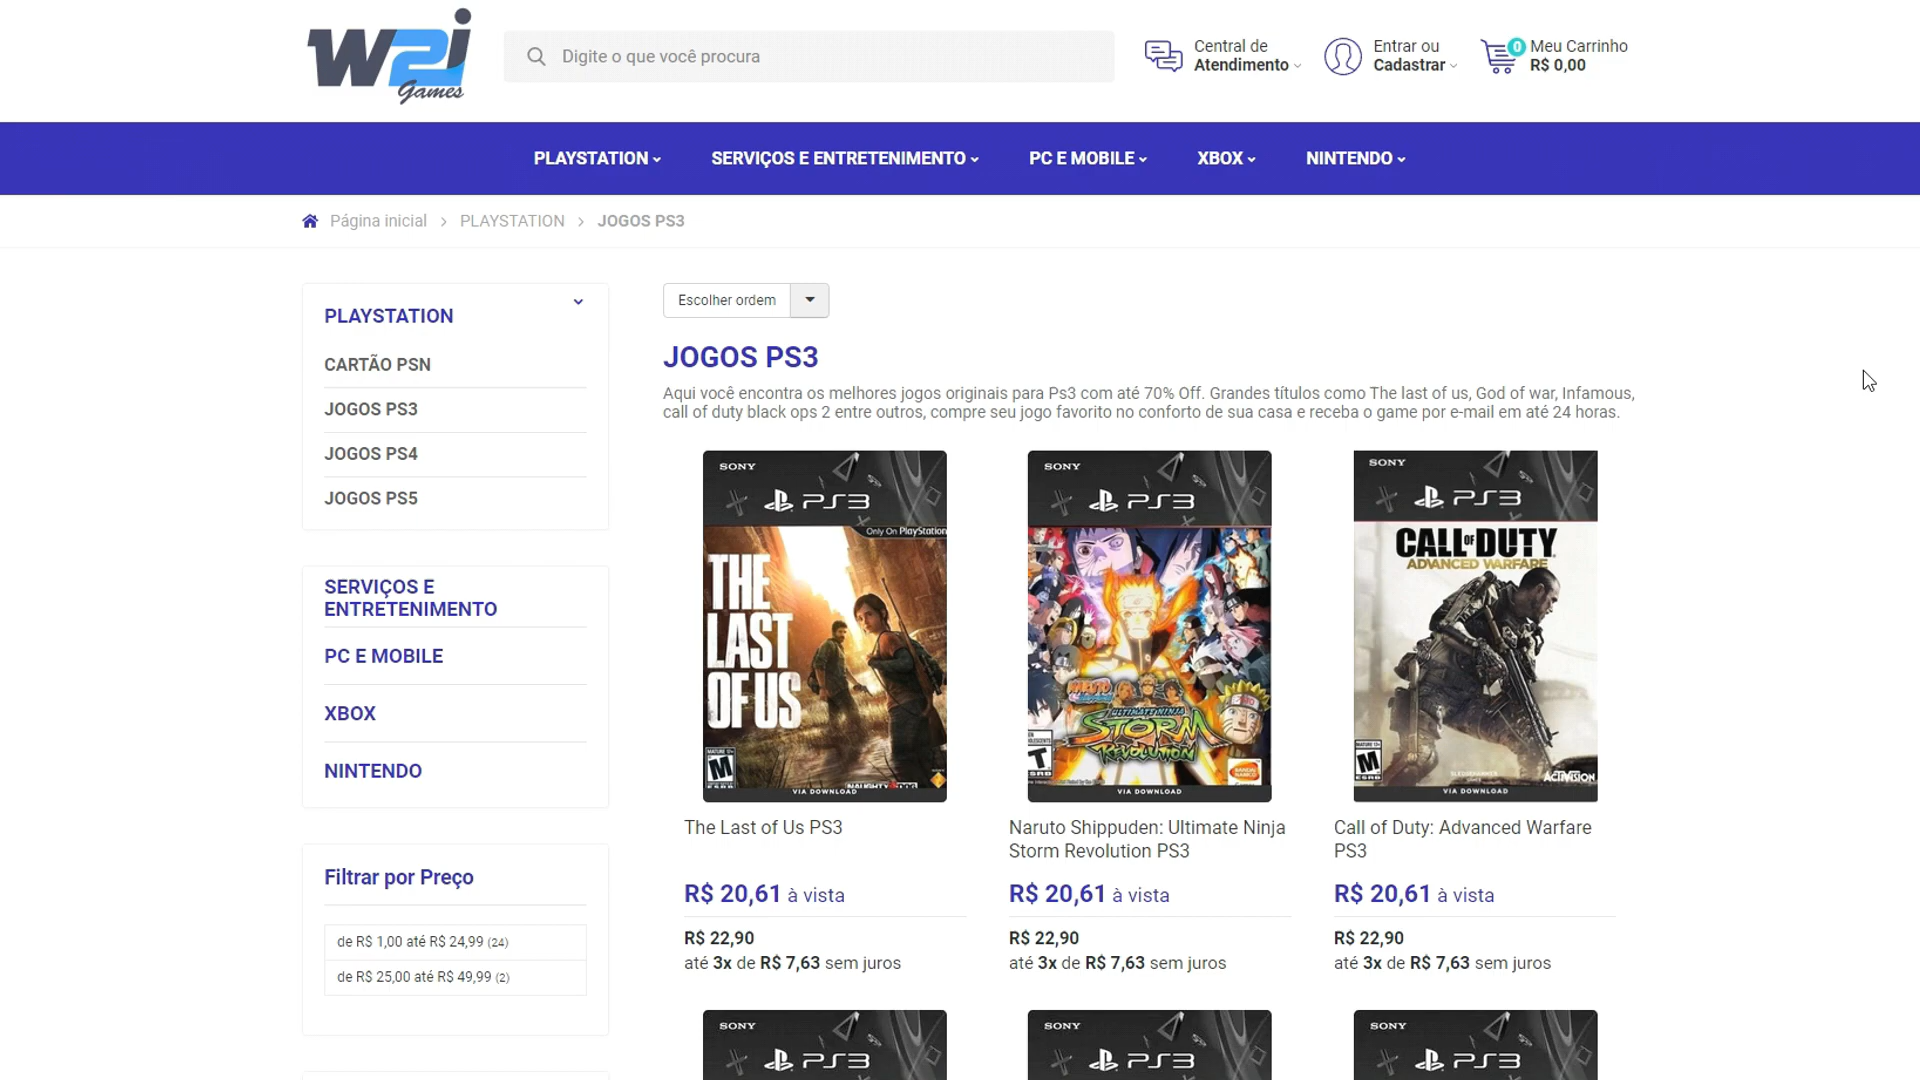 W2i
Games
Digite o que você procura
Central de
Atendimento
Entrar ou
Cadastrar
0
Meu Carrinho
R$ 0,00
PLAYSTATION
SERVIÇOS E ENTRETENIMENTO
PC E MOBILE
XBOX
NINTENDO
Página inicial
PLAYSTATION
JOGOS PS3
PLAYSTATION
CARTÃO PSN
JOGOS PS3
JOGOS PS4
JOGOS PS5
SERVIÇOS E
ENTRETENIMENTO
PC E MOBILE
XBOX
NINTENDO
Filtrar por Preço
de R$ 1,00 até R$ 24,99 (24)
de R$ 25,00 até R$ 49,99 (2)
Escolher ordem
JOGOS PS3
Aqui você encontra os melhores jogos originais para Ps3 com até 70% Off. Grandes títulos como The last of us, God of war, Infamous,
call of duty black ops 2 entre outros, compre seu jogo favorito no conforto de sua casa e receba o game por e-mail em até 24 horas.
SONY
PS3
Only On PlayStation
THE
LAST
OF US
M
VIA DOWNLOAD
The Last of Us PS3
R$ 20,61 à vista
R$ 22,90
até 3x de R$ 7,63 sem juros
SONY
PS3
NARUTO
ULTIMATE NINJA
STORM
REVOLUTION
T
ESRB
BANDAI
NAMCO
VIA DOWNLOAD
Naruto Shippuden: Ultimate Ninja
Storm Revolution PS3
R$ 20,61 à vista
R$ 22,90
até 3x de R$ 7,63 sem juros
SONY
PS3
CALL OF DUTY
ADVANCED WARFARE
M
ESRB
ACTIVISION
VIA DOWNLOAD
Call of Duty: Advanced Warfare
PS3
R$ 20,61 à vista
R$ 22,90
até 3x de R$ 7,63 sem juros
SONY
PS3
SONY
PS3
SONY
PS3